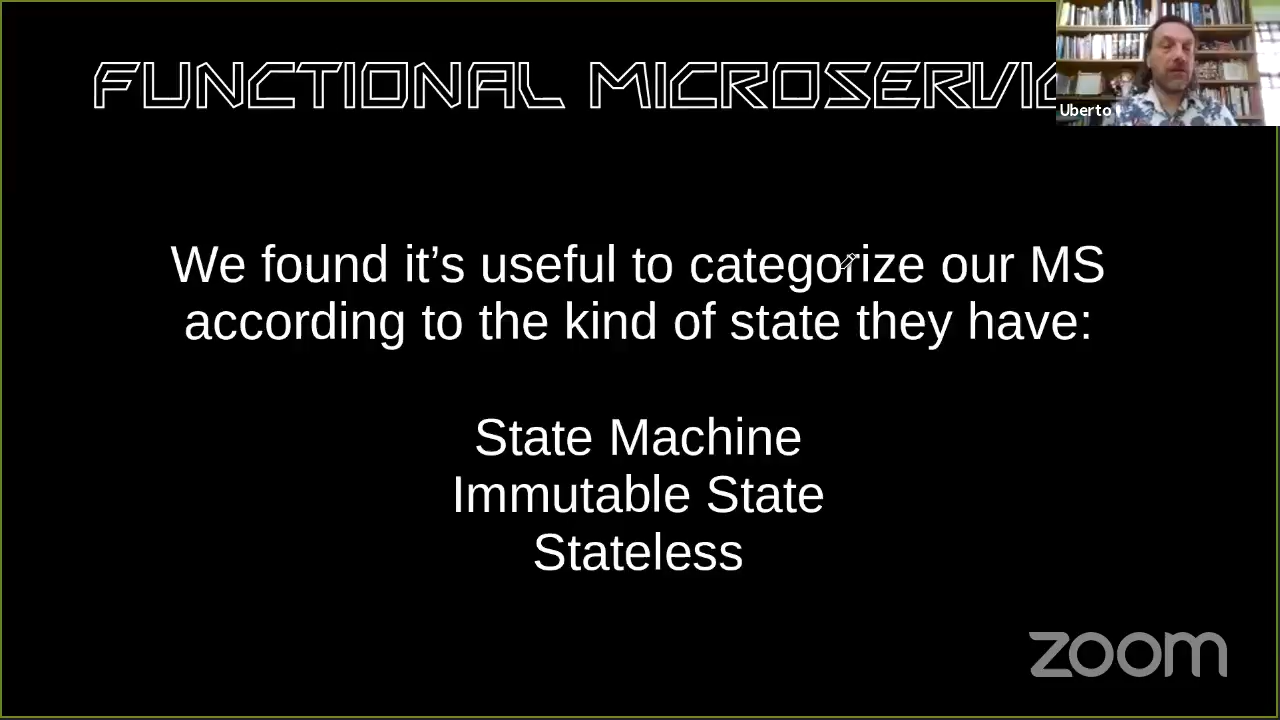 FUNCTIONAL MICROSERVIC
Uberto
We found it’s useful to categorize our MS
according to the kind of state they have:
State Machine
Immutable State
Stateless
zoom